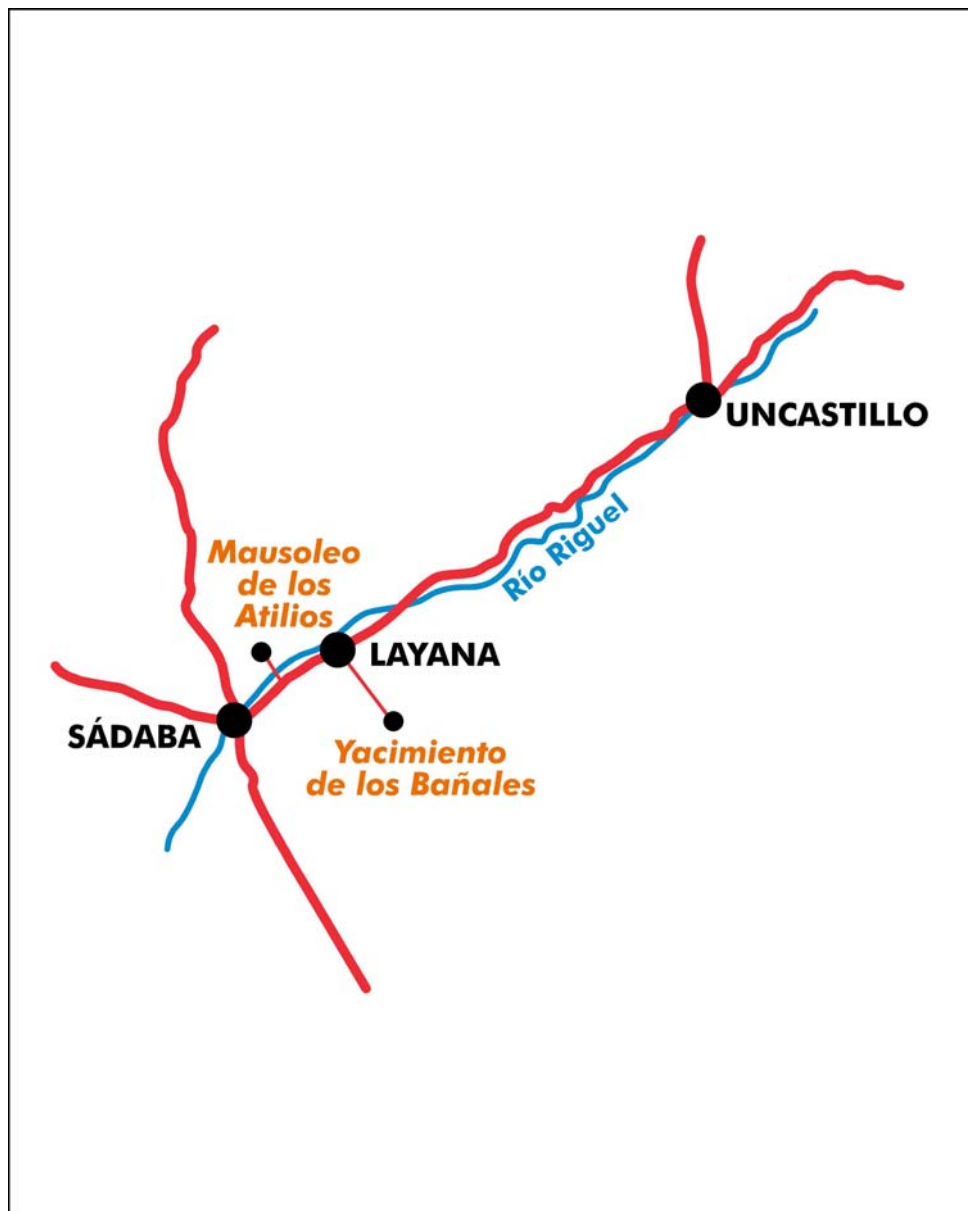 UNCASTILLO
Río Riguel
Mausoleo
de los
Atilios
LAYANA
SÁDABA
Yacimiento
de los Bañales